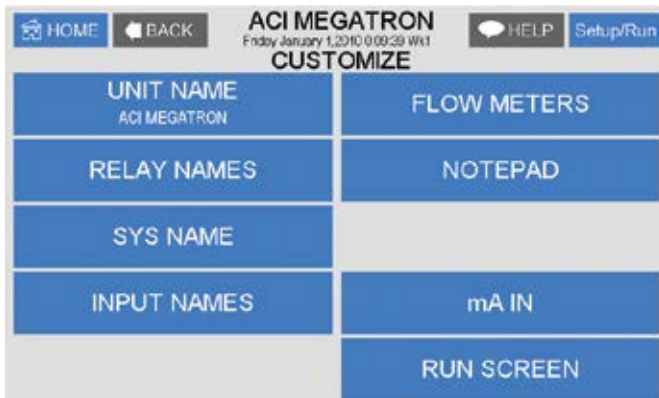 HOME
BACK
ACI MEGATRON
Friday January 1, 2010 0:09:39 Wk1
CUSTOMIZE
HELP
Setup/Run
UNIT NAME
ACI MEGATRON
FLOW METERS
RELAY NAMES
NOTEPAD
SYS NAME
INPUT NAMES
mA IN
RUN SCREEN